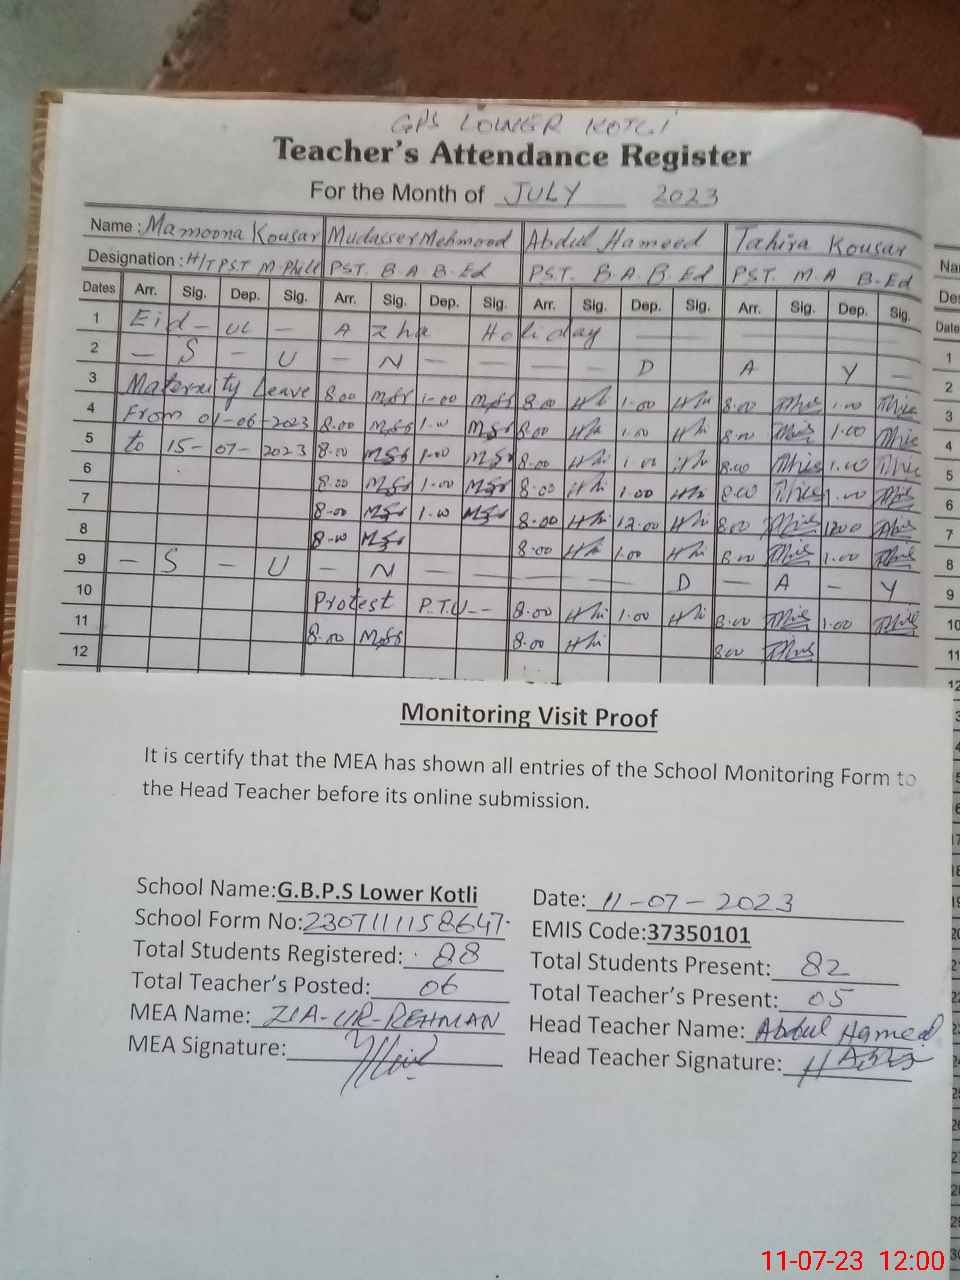 GPS LOWER KOTLI
Teacher's Attendance Register
For the Month of JULY 2023
Name : Mamoona Kousar Mudasser Mehmood Abdul Hameed Tahira Kousar
Designation : H/T PST M-Phill PST. B.A B-Ed PST. B.A. B.Ed PST. M.A B-Ed
Dates Arr. Sig. Dep. Sig. Arr. Sig. Dep. Sig. Arr. Sig. Dep. Sig. Arr. Sig. Dep. Sig.
1 Eid - UL - A zha Holiday
2 - S - U - N - - - - D A Y -
3 Maternity Leave 8.00 1-00 8.00 1.00 8.00 1.00
4 From 01-06-2023 8.00 1.00 8.00 1.00 8.00 1.00
5 to 15-07-2023 8.00 1.00 8.00 1.00 8.00 1.00
6 8.00 1.00 8.00 1.00 8.00 1.00
7 8.00 1.00 8.00 12.00 8.00 1200
8 8.00 8.00 1.00 8.00 1.00
9 - S - U - N - - - - D - A - Y
10 Protest P.T.U-- 8.00 1.00 8.00 1.00
11 8.00 8.00 8.00
12
Monitoring Visit Proof
It is certify that the MEA has shown all entries of the School Monitoring Form to
the Head Teacher before its online submission.
School Name:G.B.P.S Lower Kotli Date: 11-07-2023
School Form No:2307111158647. EMIS Code:37350101
Total Students Registered: 88 Total Students Present: 82
Total Teacher's Posted: 06 Total Teacher's Present: 05
MEA Name: ZIA-UR-REHMAN Head Teacher Name: Abdul Hameed
MEA Signature: Head Teacher Signature:
11-07-23 12:00